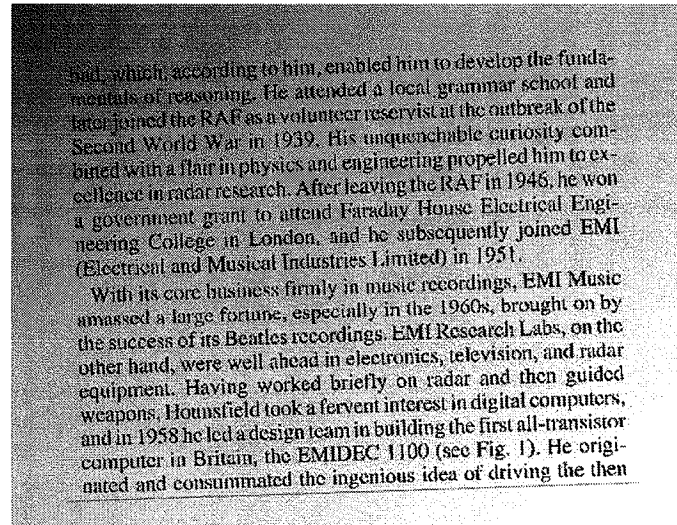 had, which, according to him, enabled him to develop the funda-
mentals of reasoning. He attended a local grammar school and
later joined the RAF as a volunteer reservist at the outbreak of the
Second World War in 1939. His unquenchable curiosity com-
bined with a flair in physics and engineering propelled him to ex-
cellence in radar research. After leaving the RAF in 1946, he won
a government grant to attend Faraday House Electrical Engi-
neering College in London, and he subsequently joined EMI
(Electrical and Musical Industries Limited) in 1951.
With its core business firmly in music recordings, EMI Music
amassed a large fortune, especially in the 1960s, brought on by
the success of its Beatles recordings. EMI Research Labs, on the
other hand, were well ahead in electronics, television, and radar
equipment. Having worked briefly on radar and then guided
weapons, Hounsfield took a fervent interest in digital computers,
and in 1958 he led a design team in building the first all-transistor
computer in Britain, the EMIDEC 1100 (see Fig. 1). He origi-
nated and consummated the ingenious idea of driving the then